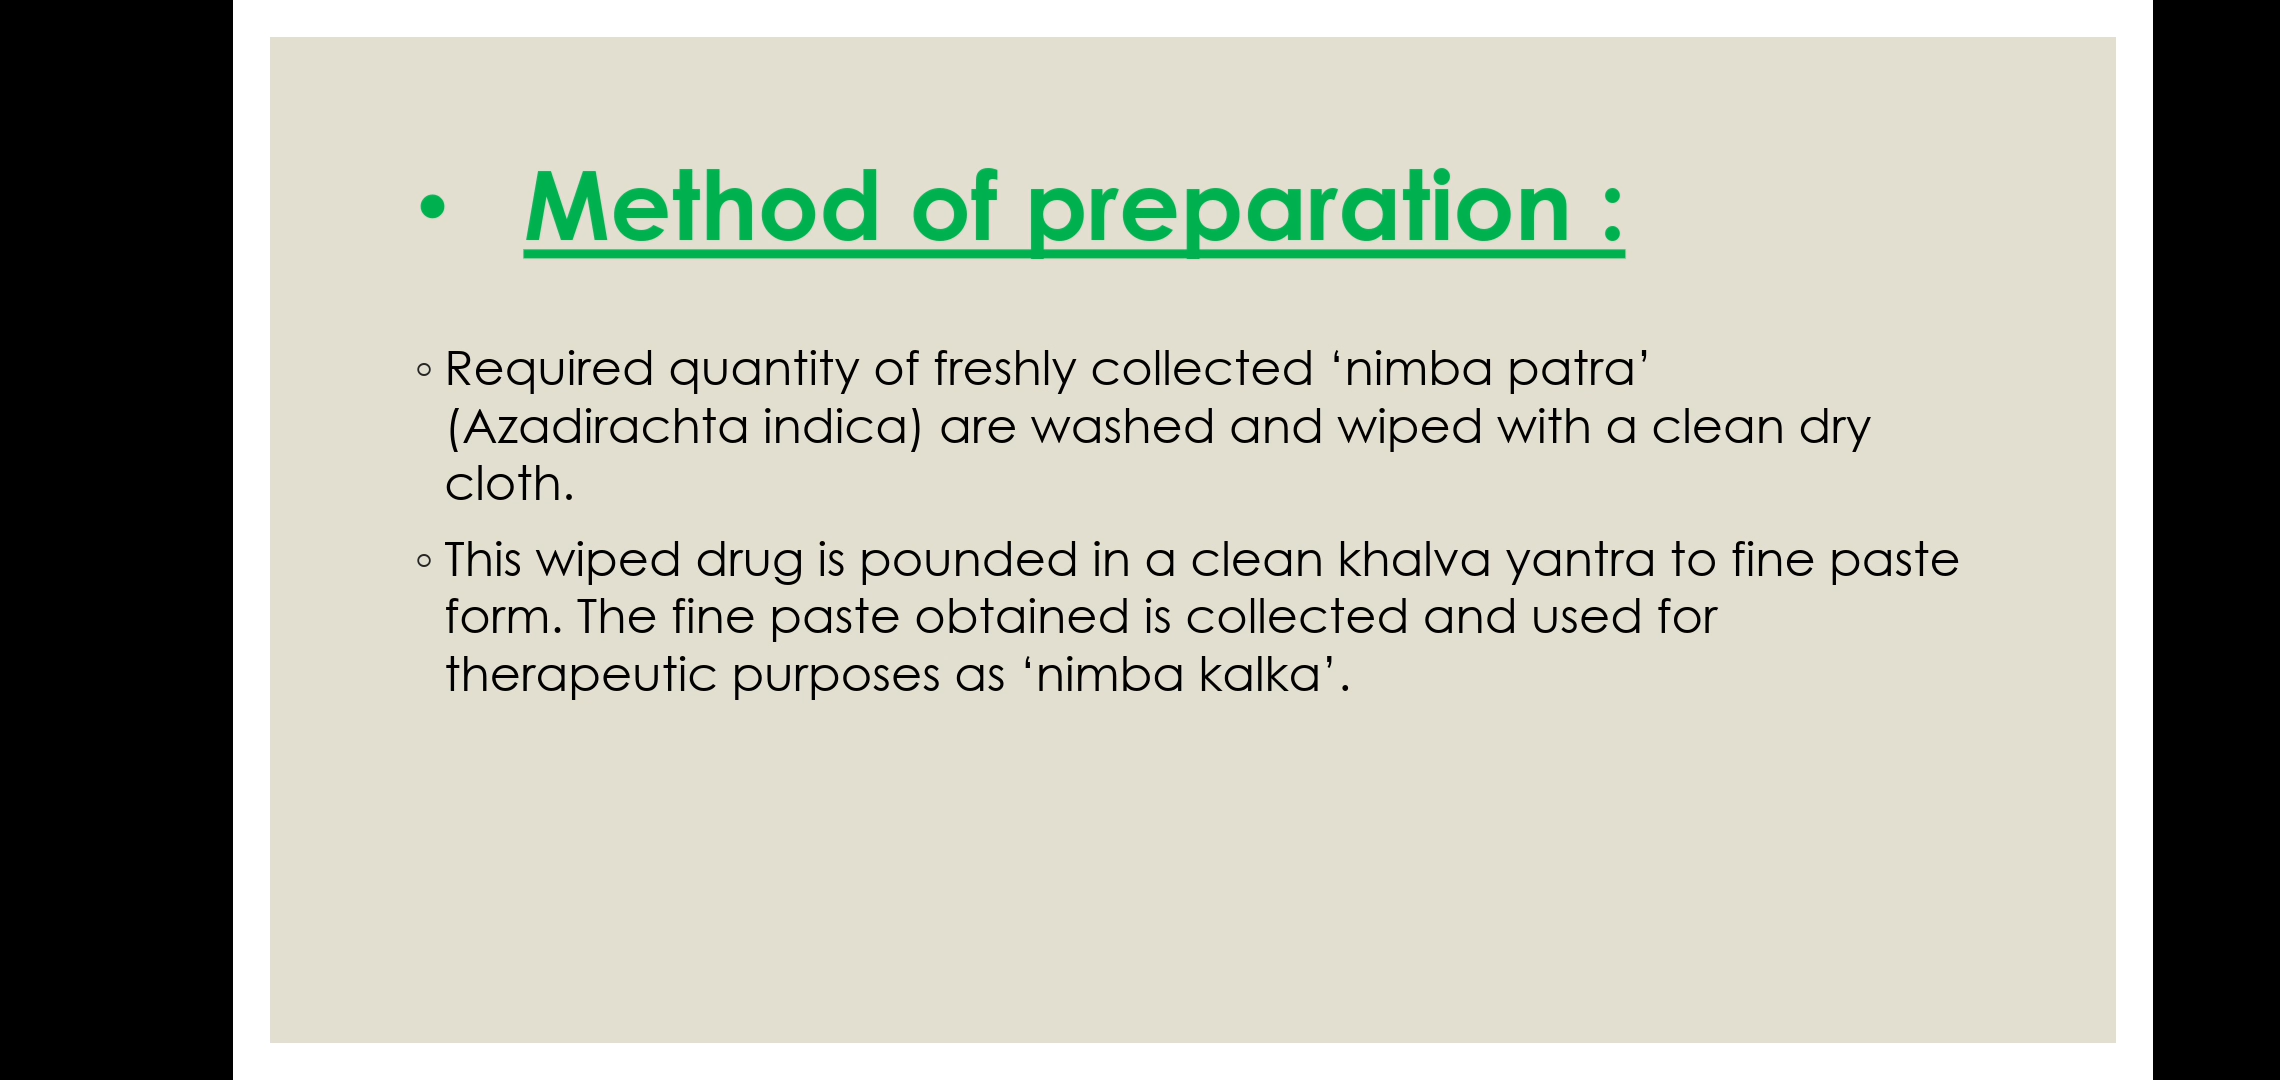 • Method of preparation :
◦ Required quantity of freshly collected ‘nimba patra’
(Azadirachta indica) are washed and wiped with a clean dry
cloth.
◦ This wiped drug is pounded in a clean khalva yantra to fine paste
form. The fine paste obtained is collected and used for
therapeutic purposes as ‘nimba kalka’.